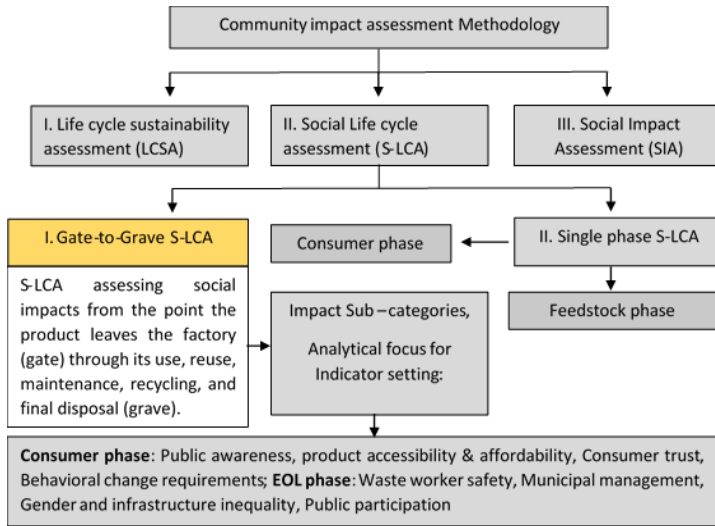 Community impact assessment Methodology
I. Life cycle sustainability
assessment (LCSA)
II. Social Life cycle
assessment (S-LCA)
III. Social Impact
Assessment (SIA)
I. Gate-to-Grave S-LCA
S-LCA assessing social
impacts from the point the
product leaves the factory
(gate) through its use, reuse,
maintenance, recycling, and
final disposal (grave).
Consumer phase
II. Single phase S-LCA
Feedstock phase
Impact Sub –categories,
Analytical focus for
Indicator setting:
Consumer phase: Public awareness, product accessibility & affordability, Consumer trust,
Behavioral change requirements; EOL phase: Waste worker safety, Municipal management,
Gender and infrastructure inequality, Public participation